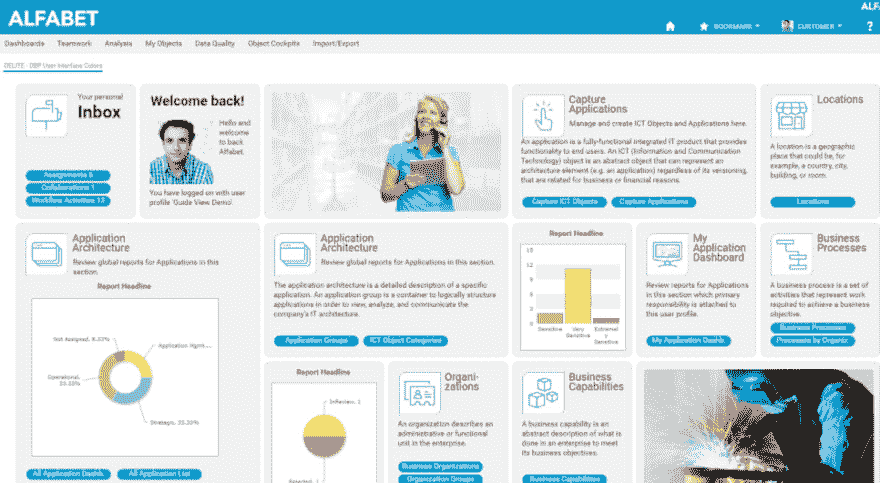 ALFABET
BOOKMARK
CUSTOMER
?
Dashboards Teamwork Analysis My Objects Data Quality Object Cockpits Import/Export
DELITE - DBP User Interface Colors
Your personal
Inbox
Assignments 5
Collaborations 1
Workflow Activities 12
Welcome back!
Hello and
welcome
to back
Alfabet.
You have logged on with user
profile 'Guide View Demo'.
Capture
Applications
Manage and create ICT Objects and Applications here.
An application is a fully-functional integrated IT product that provides
functionality to end users. An ICT (Information and Communication
Technology) object is an abstract object that can represent an
architecture element (e.g. an application) regardless of its versioning,
that are related for business or financial reasons.
Capture ICT Objects
Capture Applications
Locations
A location is a geographic
place that could be, for
example, a country, city,
building, or room.
Locations
Application
Architecture
Review global reports for Applications in this
section.
Report Headline
Not Assigned, 8.33%
Application Mgmt...
Operational,
33.33%
Strategic, 33.33%
All Application Dashb.
All Application List
Application
Architecture
Review global reports for Applications in this section.
The application architecture is a detailed description of a specific
application. An application group is a container to logically structure
applications in order to view, analyze, and communicate the
company's IT architecture.
Application Groups
ICT Object Categories
Report Headline
15
12
9
6
3
0
Sensitive
Very
Sensitive
Extremel
y
Sensitive
My
Application
Dashboard
Review reports for Applications
in this section which primary
responsibility is attached to
this user profile.
My Application Dashb.
Business
Processes
A business process is a set of
activities that represent work
required to achieve a business
objective.
Business Processes
Processes by Organiz.
Report Headline
InReview, 1
Organi-
zations
An organization describes an
administrative or functional
unit in the enterprise.
Business Organizations
Organization Groups
Business
Capabilities
A business capability is an
abstract description of what is
done in an enterprise to meet
its business objectives.
Business Capabilities